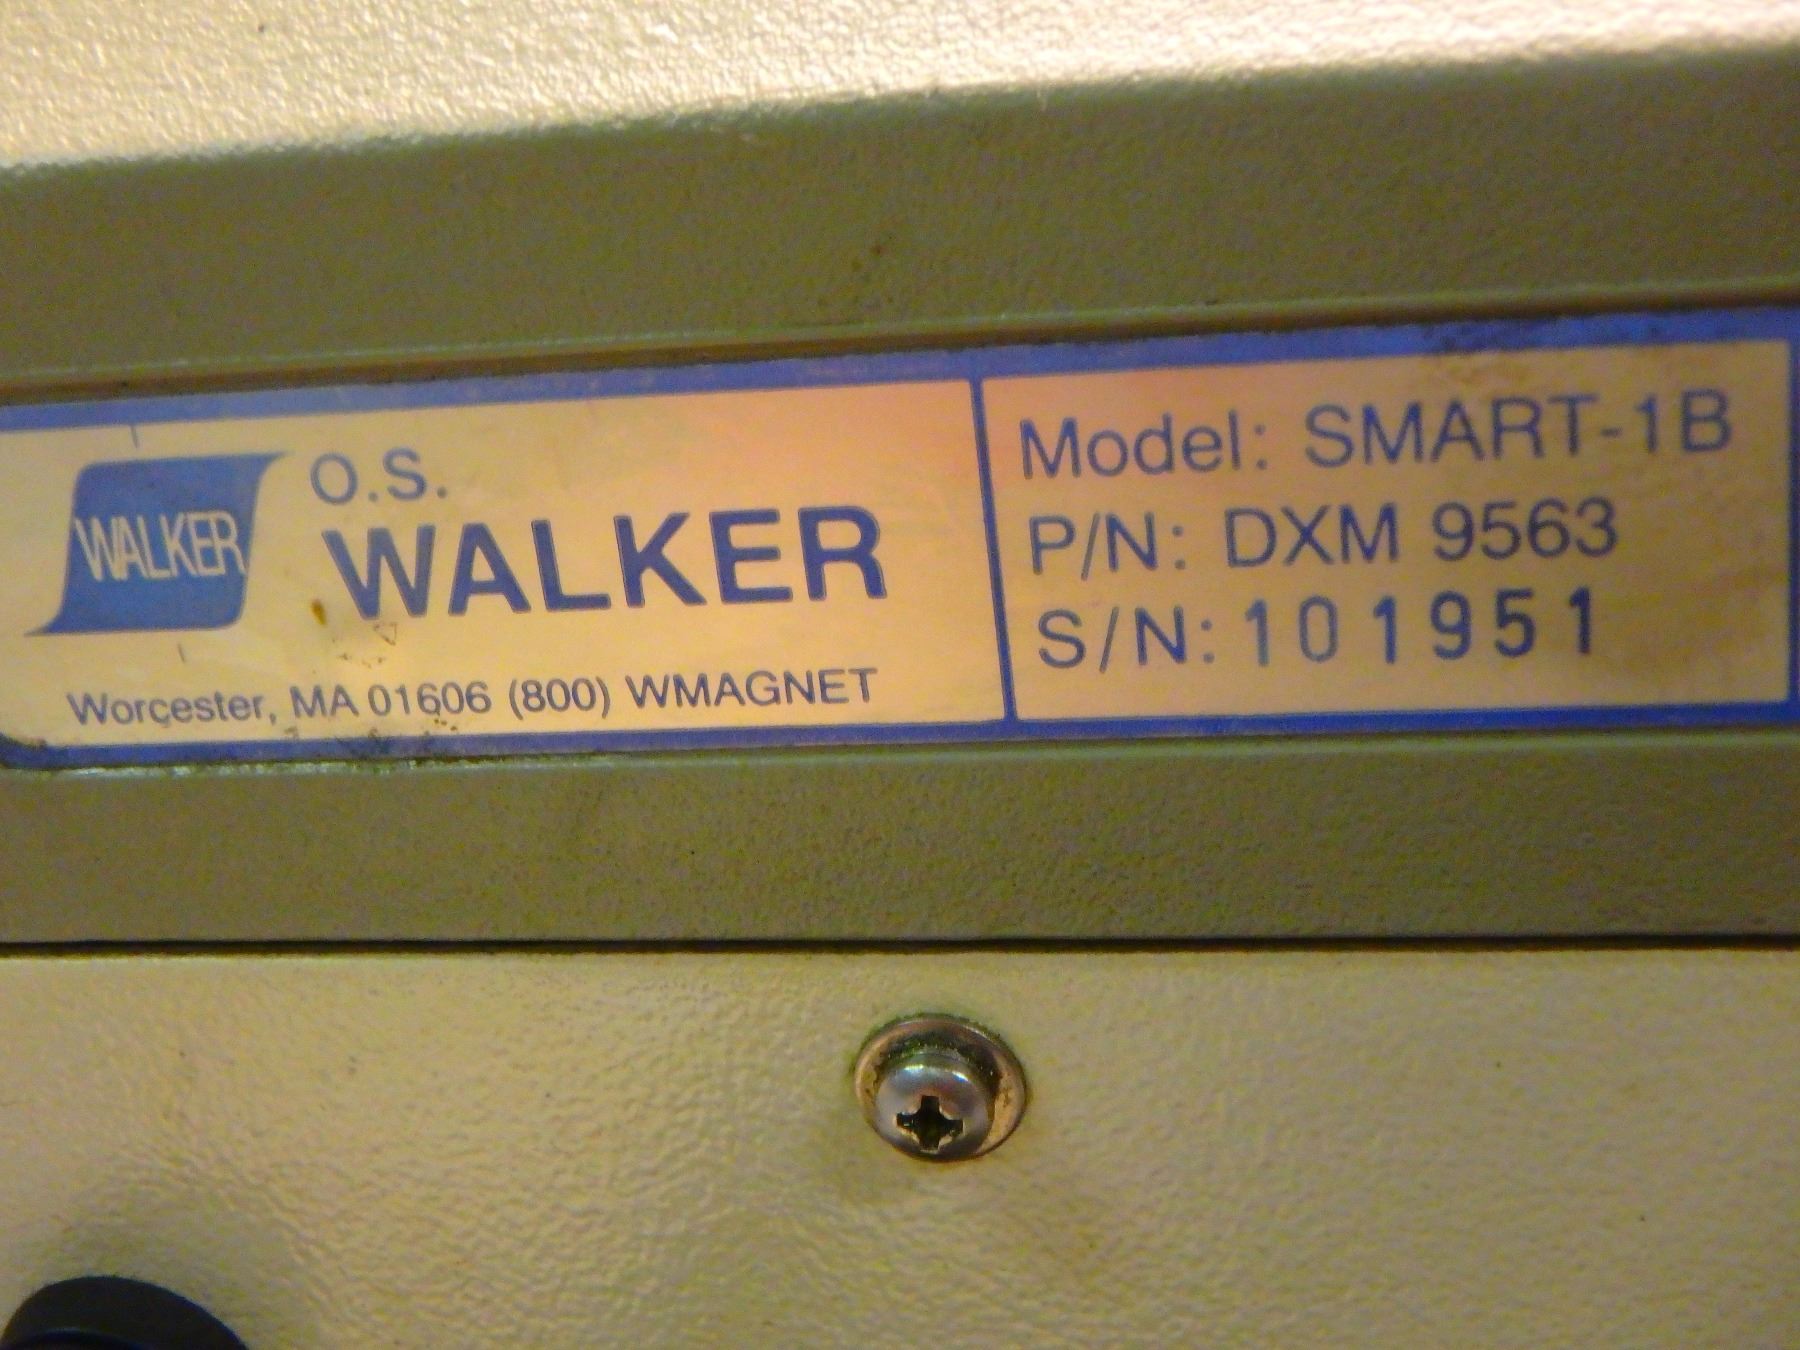 WALKER
O.S.
WALKER
Worcester, MA 01606 (800) WMAGNET
Model: SMART-1B
P/N: DXM 9563
S/N: 101951